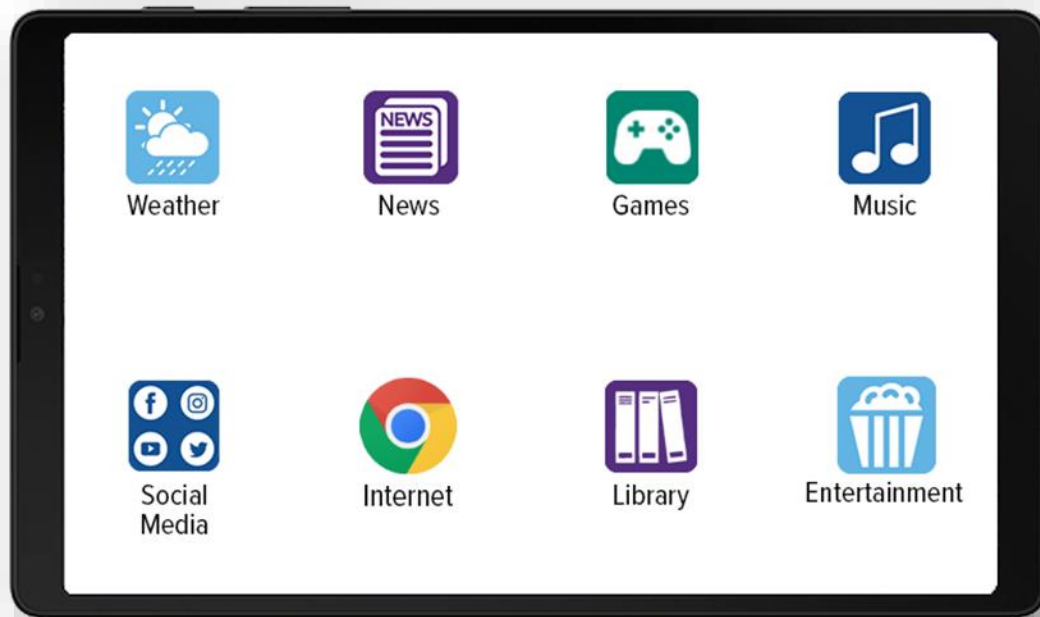 NEWS
Weather
News
Games
Music
Social
Media
Internet
Library
Entertainment